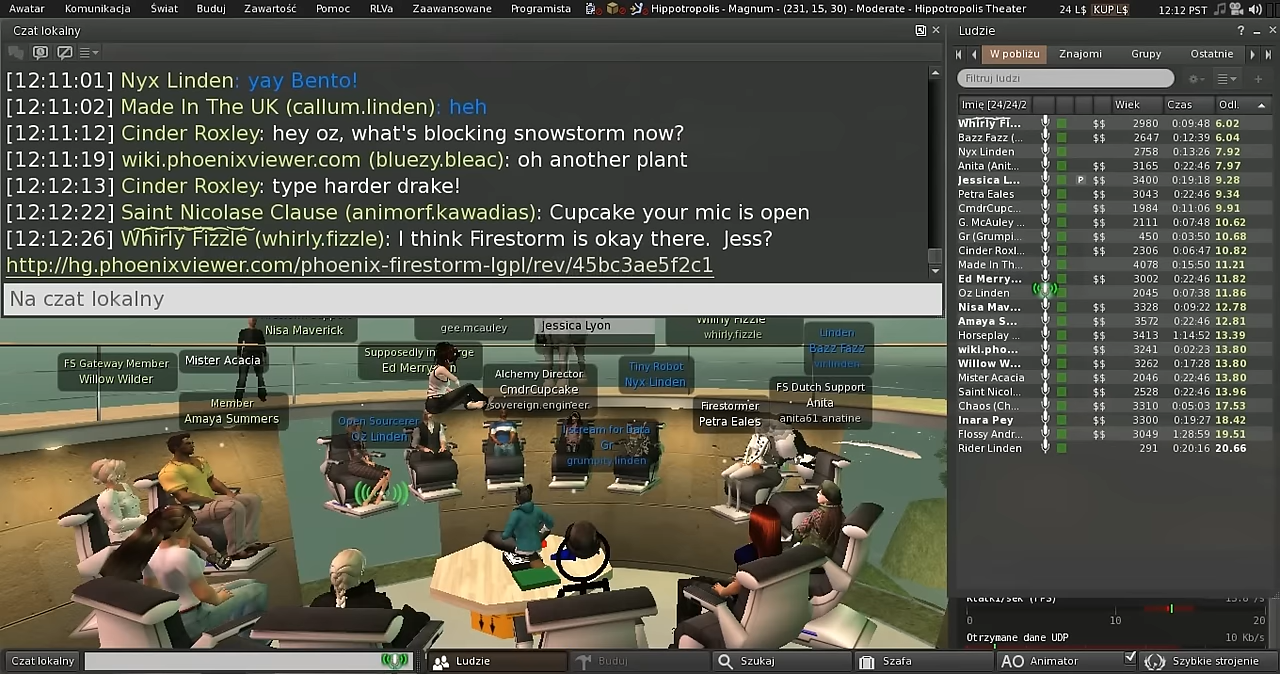 Awatar Komunikacja Świat Buduj Zawartość Pomoc RLVa Zaawansowane Programista Hippotropolis - Magnum - (231, 15, 30) - Moderate - Hippotropolis Theater 24 L$ KUP L$ 12:12 PST
Czat lokalny
[12:11:01] Nyx Linden: yay Bento!
[12:11:02] Made In The UK (callum.linden): heh
[12:11:12] Cinder Roxley: hey oz, what's blocking snowstorm now?
[12:11:19] wiki.phoenixviewer.com (bluezy.bleac): oh another plant
[12:12:13] Cinder Roxley: type harder drake!
[12:12:22] Saint Nicolase Clause (animorf.kawadias): Cupcake your mic is open
[12:12:26] Whirly Fizzle (whirly.fizzle): I think Firestorm is okay there.  Jess?
http://hg.phoenixviewer.com/phoenix-firestorm-lgpl/rev/45bc3ae5f2c1
Na czat lokalny
Ludzie ?
W pobliżu Znajomi Grupy Ostatnie
Filtruj ludzi
Imię [24/24/2 Wiek Czas Odl.
Whirly Fi... $$ 2980 0:09:48 6.02
Bazz Fazz (... $$ 2647 0:12:39 6.04
Nyx Linden 2758 0:13:26 7.92
Anita (Anit... $$ 3165 0:22:46 7.97
Jessica L... P $$ 3400 0:19:18 9.28
Petra Eales $$ 3043 0:22:46 9.34
CmdrCupc... $$ 1984 0:11:06 9.91
G. McAuley ... $$ 2111 0:07:48 10.62
Gr (Grumpi... $$ 450 0:03:50 10.68
Cinder Roxl... $$ 2306 0:06:47 10.82
Made In Th... 4078 0:15:50 11.21
Ed Merry... $$ 3002 0:22:46 11.82
Oz Linden 2045 0:07:38 11.86
Nisa Mav... $$ 3328 0:09:22 12.78
Amaya S... $$ 3572 0:22:46 12.81
Horseplay ... $$ 3413 1:14:52 13.39
wiki.pho... $$ 3241 0:02:23 13.80
Willow W... $$ 3262 0:17:28 13.80
Mister Acacia $$ 2046 0:22:46 13.80
Saint Nicol... $$ 2528 0:22:46 13.96
Chaos (Ch... $$ 3310 0:05:03 17.53
Inara Pey $$ 3300 0:19:27 18.42
Flossy Andr... $$ 3049 1:28:59 19.51
Rider Linden 291 0:20:16 20.66
Nisa Maverick
gee.mcauley
Jessica Lyon
Whirly Fizzle
whirly.fizzle
Linden
Bazz Fazz
FS Gateway Member
Willow Wilder
Mister Acacia
Supposedly in
Ed Merry
Alchemy Director
CmdrCupcake
sovereign.engineer
Tiny Robot
Nyx Linden
FS Dutch Support
Anita
anita61.anatine
Member
Amaya Summers
Open Sourcerer
Oz Linden
I scream for Data
Gr
grumpity.linden
Firestormer
Petra Eales
Klatki/sek (FPS)
0 10 20
Otrzymane dane UDP 10 Kb/s
Czat lokalny Ludzie Buduj Szukaj Szafa AO Animator Szybkie strojenie